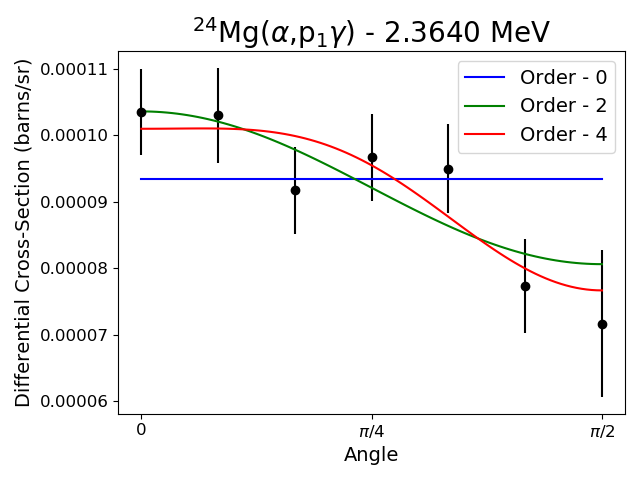 ²⁴Mg(α,p₁γ) - 2.3640 MeV
Differential Cross-Section (barns/sr)
0.00011
0.00010
0.00009
0.00008
0.00007
0.00006
Order - 0
Order - 2
Order - 4
0 π/4 π/2
Angle